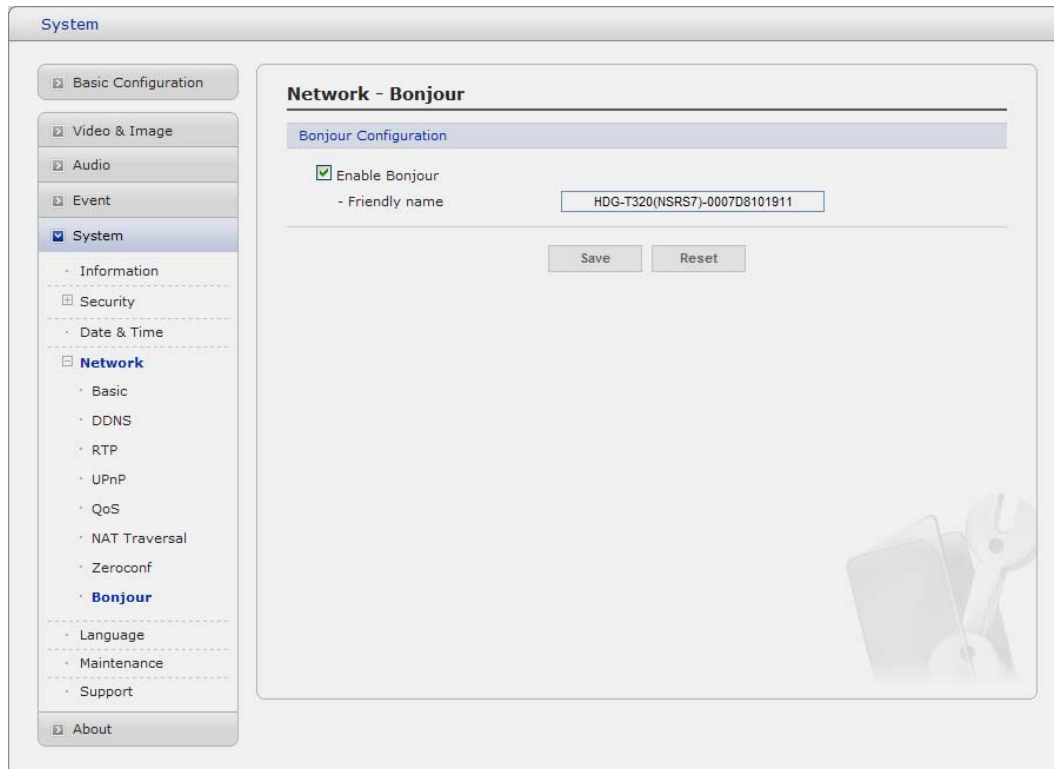 System
Basic Configuration
Video & Image
Audio
Event
System
Information
Security
Date & Time
Network
Basic
DDNS
RTP
UPnP
QoS
NAT Traversal
Zeroconf
Bonjour
Language
Maintenance
Support
About
Network - Bonjour
Bonjour Configuration
Enable Bonjour
- Friendly name HDG-T320(NSRS7)-0007D8101911
Save Reset